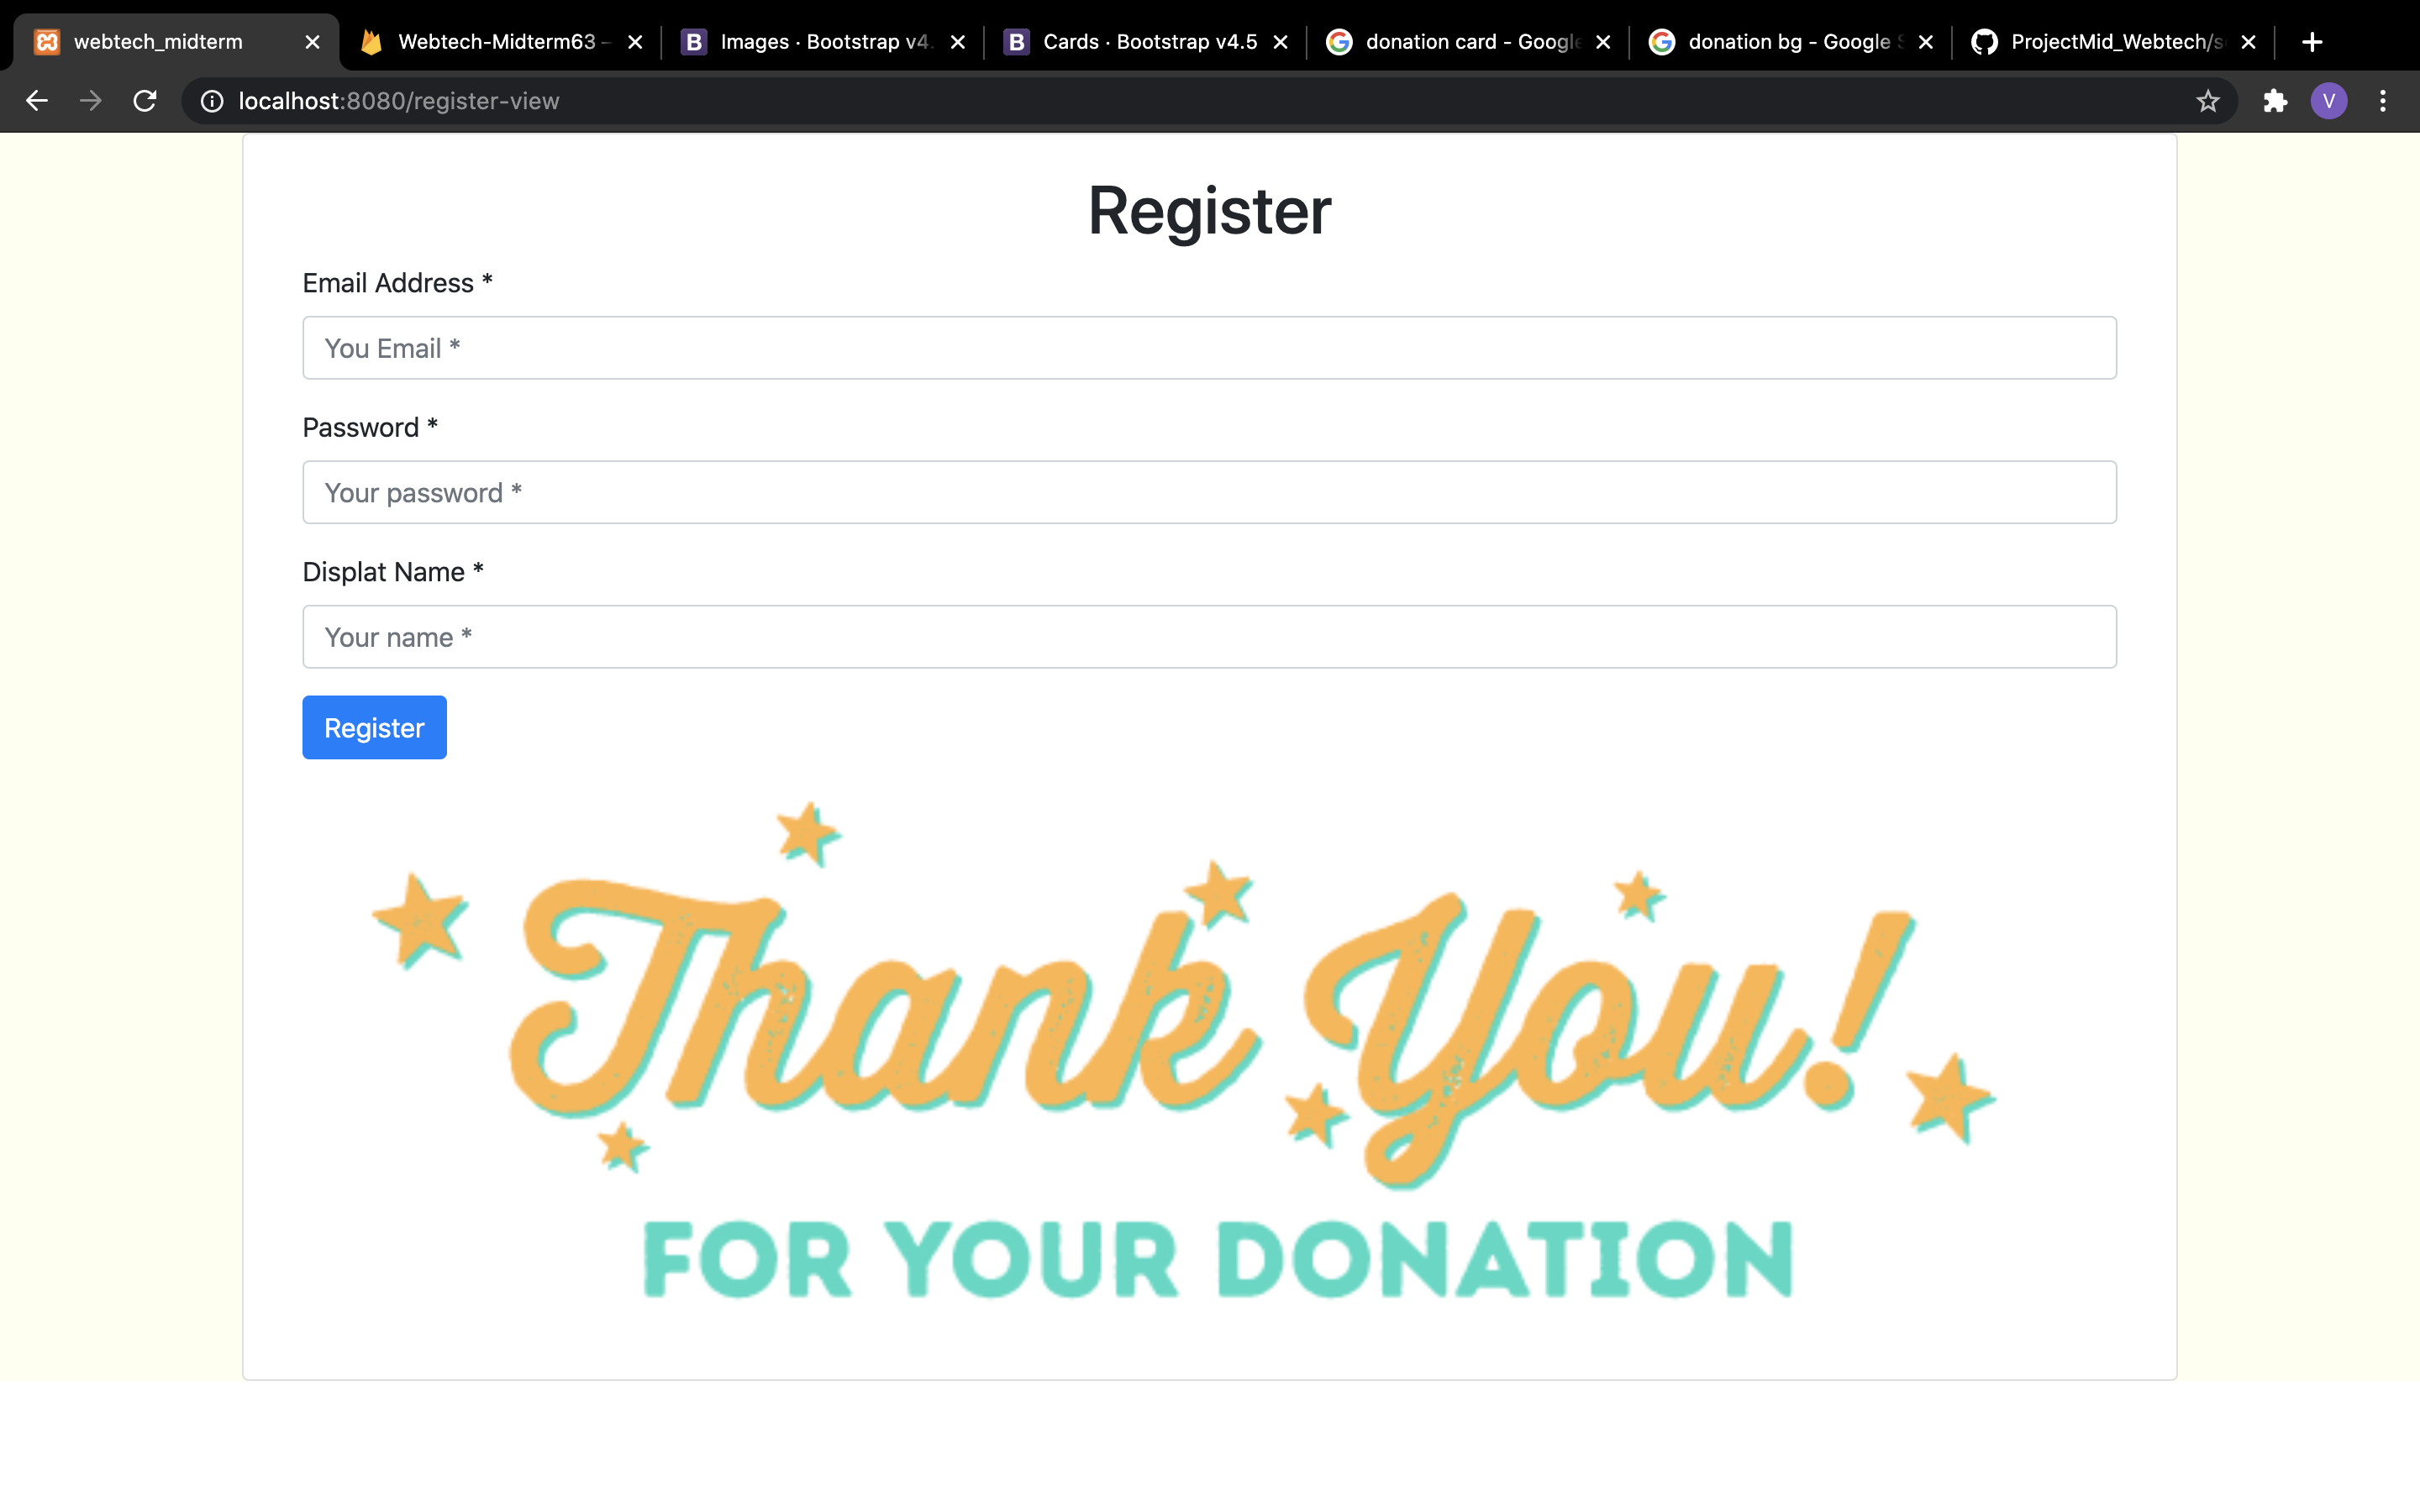 webtech_midterm
Webtech-Midterm63 –
Images · Bootstrap v4.
Cards · Bootstrap v4.5
donation card - Google
donation bg - Google S
ProjectMid_Webtech/s
localhost:8080/register-view
V
Register
Email Address *
You Email *
Password *
Your password *
Displat Name *
Your name *
Register
Thank You!
FOR YOUR DONATION